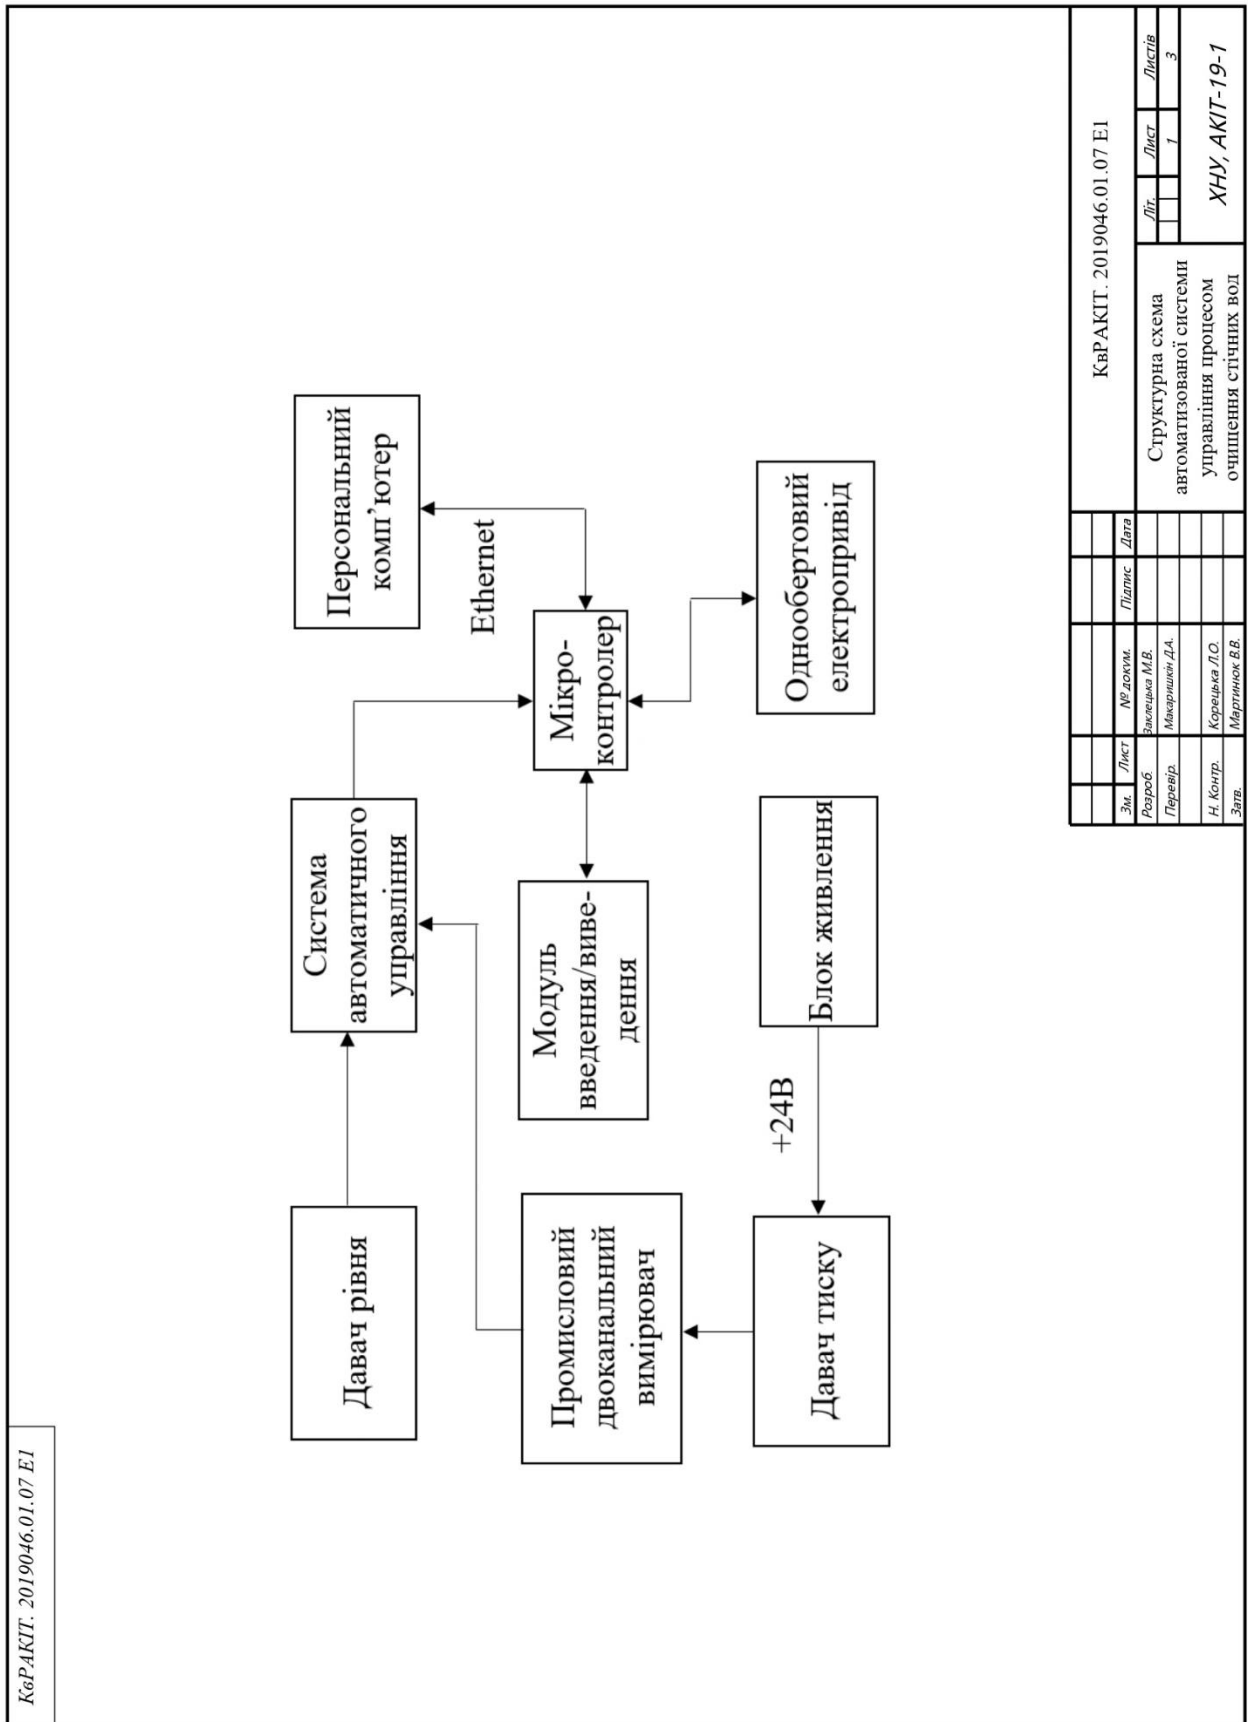 КвРАКІТ. 2019046.01.07 Е1
Давач рівня
Система
автоматичного
управління
Персональний
комп’ютер
Ethernet
Промисловий
двоканальний
вимірювач
Модуль
введення/виве-
дення
Мікро-
контролер
+24В
Давач тиску
Блок живлення
Однообертовий
електропривід
КвРАКІТ. 2019046.01.07 Е1
Зм. Лист № докум. Підпис Дата
Розроб. Заклецька М.В.
Перевір. Макаришкін Д.А.
Н. Контр. Корецька Л.О.
Затв. Мартинюк В.В.
Структурна схема
автоматизованої системи
управління процесом
очищення стічних вод
Літ. Лист Листів
1 3
ХНУ, АКІТ-19-1